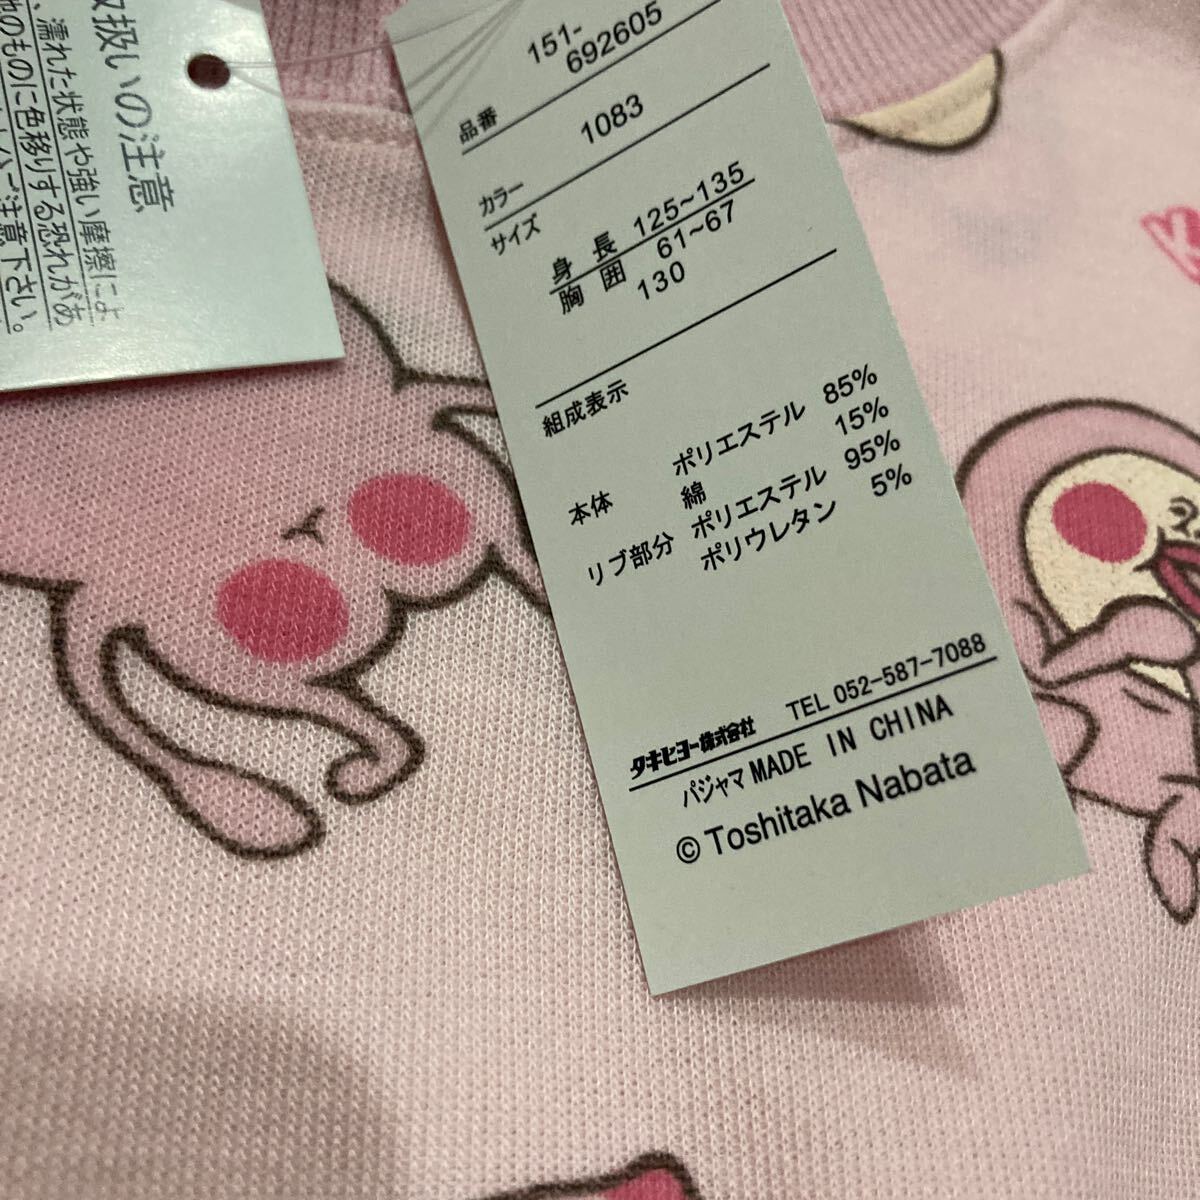 取扱いの注意
、濡れた状態や強い摩擦によ
他のものに色移りする恐れがあ
ご注意下さい。
品番 151-
692605
カラー 1083
サイズ
身長 125~135
胸囲 61~67
130
組成表示
本体 ポリエステル 85%
綿 15%
リブ部分 ポリエステル 95%
ポリウレタン 5%
タキヒヨー株式会社 TEL 052-587-7088
パジャマ MADE IN CHINA
© Toshitaka Nabata
K